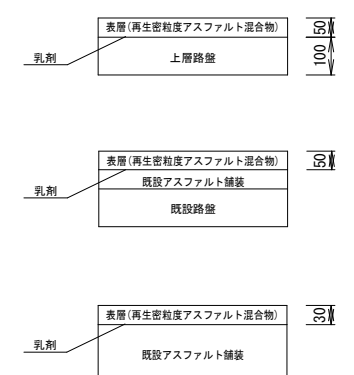 表層(再生密粒度アスファルト混合物)
50
乳剤
上層路盤
100
表層(再生密粒度アスファルト混合物)
50
既設アスファルト舗装
乳剤
既設路盤
表層(再生密粒度アスファルト混合物)
30
乳剤
既設アスファルト舗装